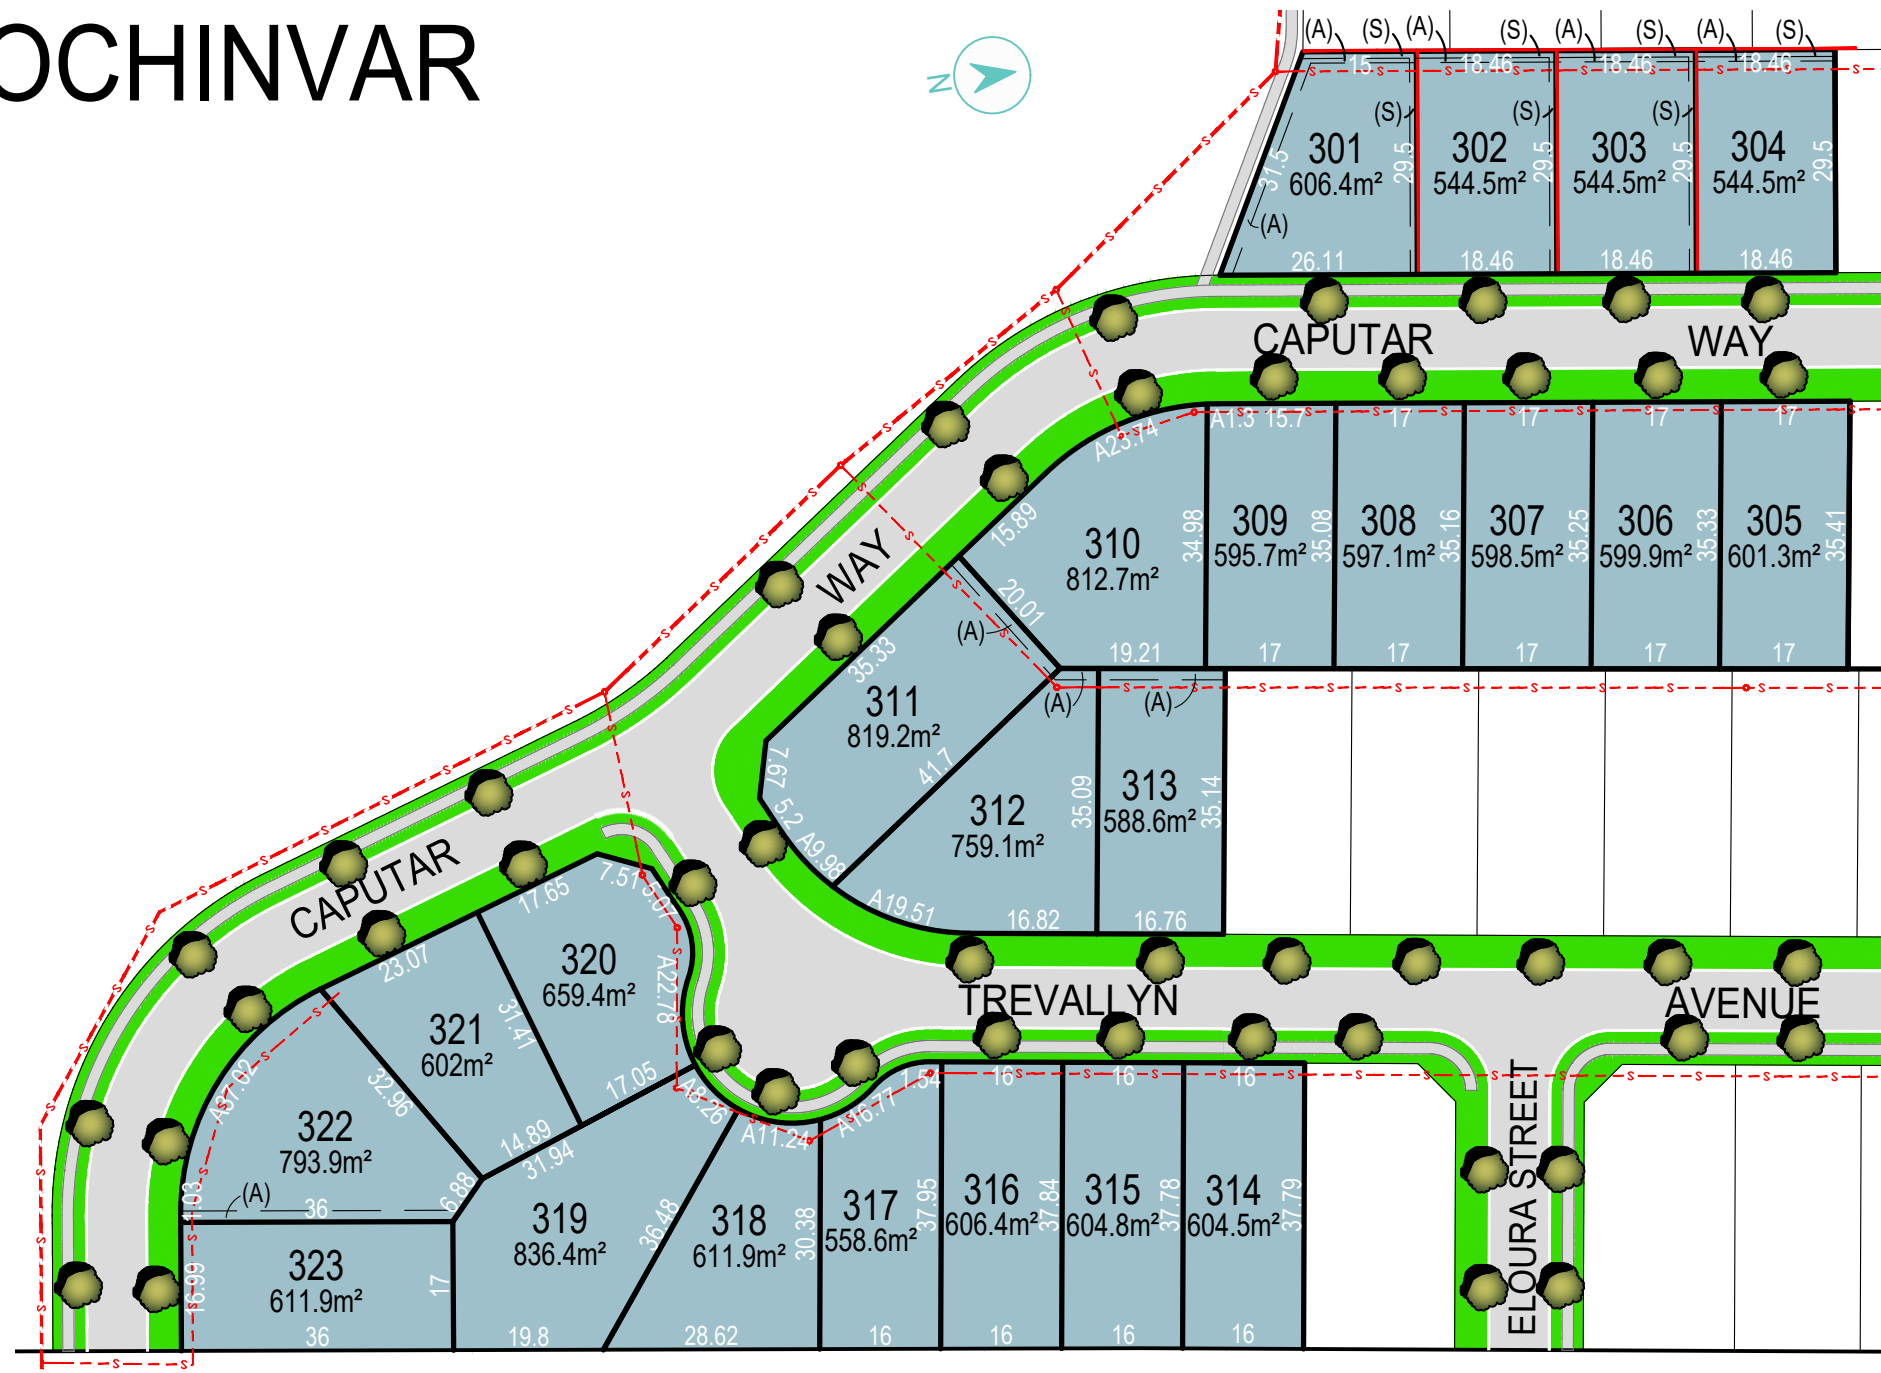 OCHINVAR
N
(A) (S) (A) (S) (A) (S) (A) (S)
15 18.46 18.46 18.46
(S) (S) (S)
301
606.4m²
31.5
29.5
(A)
26.11
302
544.5m²
29.5
18.46
303
544.5m²
29.5
18.46
304
544.5m²
29.5
18.46
CAPUTAR WAY
A23.74
A1.3 15.7 17 17 17 17
15.89
310
812.7m²
34.98
20.01
19.21
309
595.7m²
35.08
17
308
597.1m²
35.16
17
307
598.5m²
35.25
17
306
599.9m²
35.33
17
305
601.3m²
35.41
17
WAY
(A)
(A)
(A)
35.33
311
819.2m²
7.67
5.2
A9.98
41.7
312
759.1m²
35.09
A19.51
16.82
313
588.6m²
35.14
16.76
CAPUTAR
17.65
7.51
5.07
320
659.4m²
A22.78
31.41
17.05
23.07
321
602m²
32.96
14.89
A37.02
322
793.9m²
1.03
(A)
36
6.88
323
611.9m²
16.99
17
36
31.94
319
836.4m²
36.48
19.8
A8.26
A11.24
318
611.9m²
30.38
28.62
A16.77
1.54
317
558.6m²
37.95
16
16
316
606.4m²
37.84
16
16
315
604.8m²
37.78
16
16
314
604.5m²
37.79
16
TREVALLYN AVENUE
ELOURA STREET